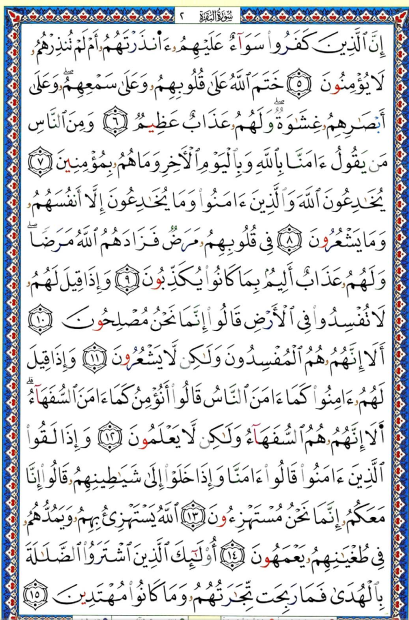 سُورَةُ البَقَرَةِ ٢
إِنَّ ٱلَّذِينَ كَفَرُوا۟ سَوَآءٌ عَلَيْهِمُۥٓ ءَا۬نذَرْتَهُمُۥٓ أَمْ لَمْ تُنذِرْهُمُۥ
لَا يُؤْمِنُونَ ٥ خَتَمَ ٱللَّهُ عَلَىٰ قُلُوبِهِمُۥ وَعَلَىٰ سَمْعِهِمُۥ وَعَلَىٰٓ
أَبْصَـٰرِهِمُۥ غِشَـٰوَةٌ وَلَهُمُۥ عَذَابٌ عَظِيمٌ ٦ وَمِنَ ٱلنَّاسِ
مَن يَقُولُ ءَامَنَّا بِٱللَّهِ وَبِٱلْيَوْمِ ٱلْأَخِرِ وَمَا هُمُۥ بِمُؤْمِنِينَ ٧
يُخَـٰدِعُونَ ٱللَّهَ وَٱلَّذِينَ ءَامَنُوا۟ وَمَا يُخَـٰدِعُونَ إِلَّآ أَنفُسَهُمُۥ
وَمَا يَشْعُرُونَ ٨ فِى قُلُوبِهِمُۥ مَرَضٌ فَزَادَهُمُ ٱللَّهُ مَرَضًا
وَلَهُمُۥ عَذَابٌ أَلِيمٌۢ بِمَا كَانُوا۟ يُكَذِّبُونَ ٩ وَإِذَا قِيلَ لَهُمُۥ
لَا تُفْسِدُوا۟ فِى ٱلْأَرْضِ قَالُوٓا۟ إِنَّمَا نَحْنُ مُصْلِحُونَ ١٠
أَلَآ إِنَّهُمُۥ هُمُ ٱلْمُفْسِدُونَ وَلَـٰكِن لَّا يَشْعُرُونَ ١١ وَإِذَا قِيلَ
لَهُمُۥٓ ءَامِنُوا۟ كَمَآ ءَامَنَ ٱلنَّاسُ قَالُوٓا۟ أَنُؤْمِنُ كَمَآ ءَامَنَ ٱلسُّفَهَآءُ
أَلَآ إِنَّهُمُۥ هُمُ ٱلسُّفَهَآءُ وَلَـٰكِن لَّا يَعْلَمُونَ ١٢ وَإِذَا لَقُوا۟
ٱلَّذِينَ ءَامَنُوا۟ قَالُوٓا۟ ءَامَنَّا وَإِذَا خَلَوْا۟ إِلَىٰ شَيَـٰطِينِهِمُۥ قَالُوٓا۟ إِنَّا
مَعَكُمُۥٓ إِنَّمَا نَحْنُ مُسْتَهْزِءُونَ ١٣ ٱللَّهُ يَسْتَهْزِئُ بِهِمُۥ وَيَمُدُّهُمُۥ
فِى طُغْيَـٰنِهِمُۥ يَعْمَهُونَ ١٤ أُو۟لَـٰٓئِكَ ٱلَّذِينَ ٱشْتَرَوُا۟ ٱلضَّلَـٰلَةَ
بِٱلْهُدَىٰ فَمَا رَبِحَت تِّجَـٰرَتُهُمُۥ وَمَا كَانُوا۟ مُهْتَدِينَ ١٥